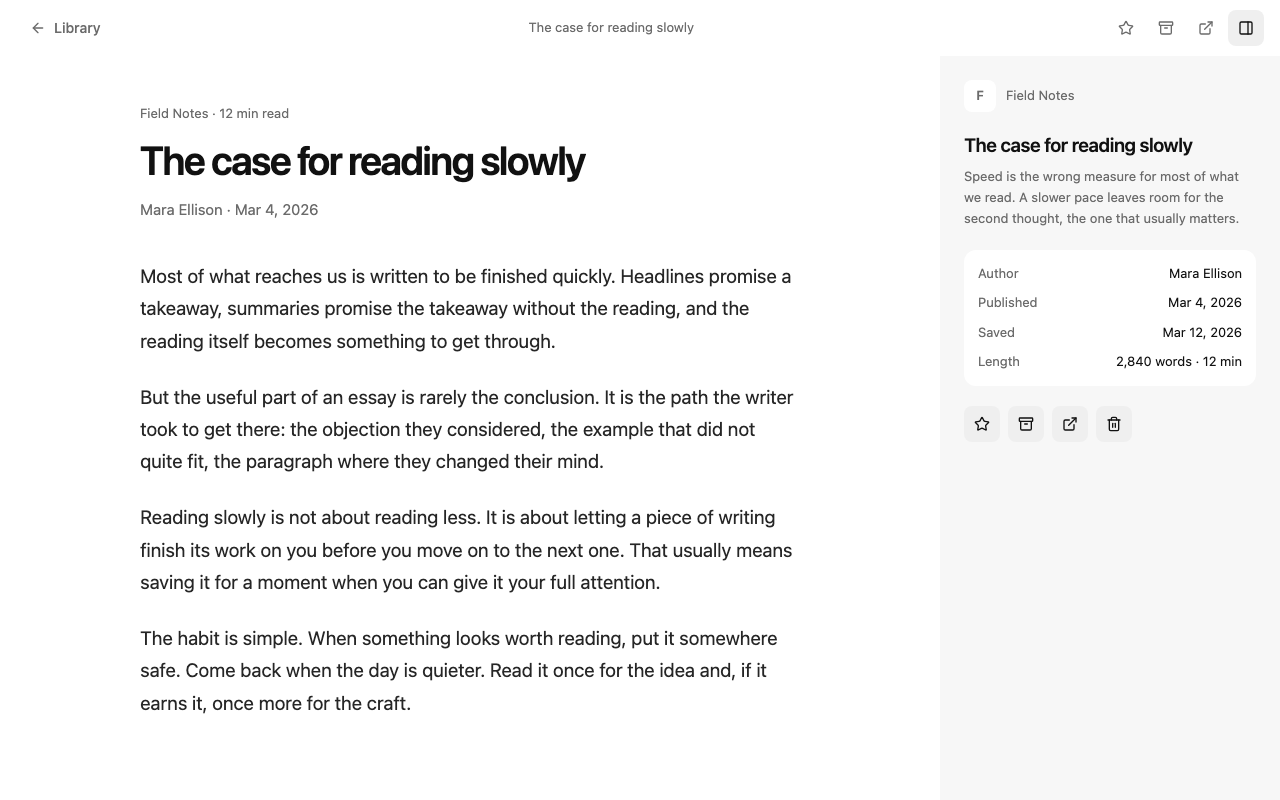 Library
The case for reading slowly
Field Notes · 12 min read
The case for reading slowly
Mara Ellison · Mar 4, 2026
Most of what reaches us is written to be finished quickly. Headlines promise a
takeaway, summaries promise the takeaway without the reading, and the
reading itself becomes something to get through.
But the useful part of an essay is rarely the conclusion. It is the path the writer
took to get there: the objection they considered, the example that did not
quite fit, the paragraph where they changed their mind.
Reading slowly is not about reading less. It is about letting a piece of writing
finish its work on you before you move on to the next one. That usually means
saving it for a moment when you can give it your full attention.
The habit is simple. When something looks worth reading, put it somewhere
safe. Come back when the day is quieter. Read it once for the idea and, if it
earns it, once more for the craft.
F Field Notes
The case for reading slowly
Speed is the wrong measure for most of what
we read. A slower pace leaves room for the
second thought, the one that usually matters.
Author Mara Ellison
Published Mar 4, 2026
Saved Mar 12, 2026
Length 2,840 words · 12 min